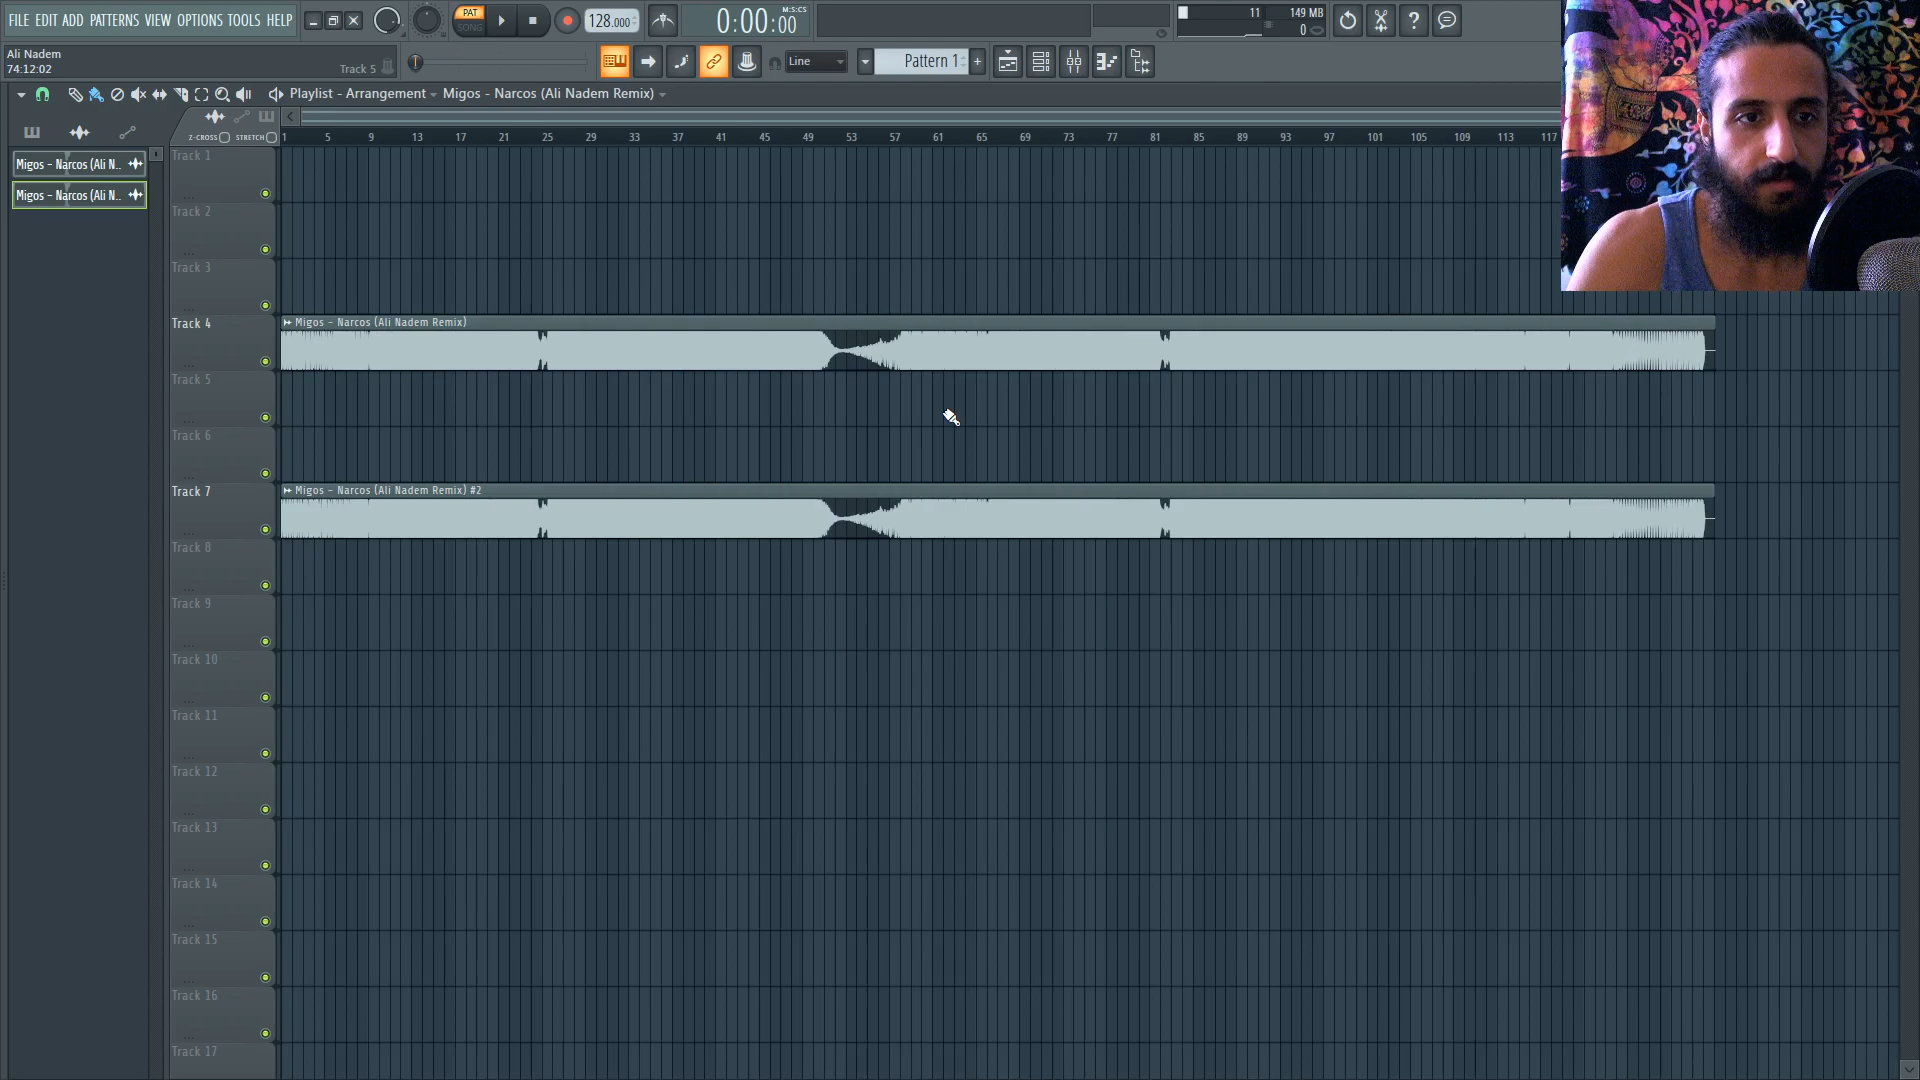 FILE EDIT ADD PATTERNS VIEW OPTIONS TOOLS HELP
PAT
SONG
128.000
0:00:00
M:S:CS
11
149 MB
0
?
Ali Nadem
74:12:02
Track 5
Line
Pattern 1
+
Playlist - Arrangement
Migos - Narcos (Ali Nadem Remix)
Z-CROSS
STRETCH
1 5 9 13 17 21 25 29 33 37 41 45 49 53 57 61 65 69 73 77 81 85 89 93 97 101 105 109 113 117
Migos - Narcos (Ali N..
Migos - Narcos (Ali N..
Track 1
Track 2
Track 3
Track 4
Migos - Narcos (Ali Nadem Remix)
Track 5
Track 6
Track 7
Migos - Narcos (Ali Nadem Remix) #2
Track 8
Track 9
Track 10
Track 11
Track 12
Track 13
Track 14
Track 15
Track 16
Track 17